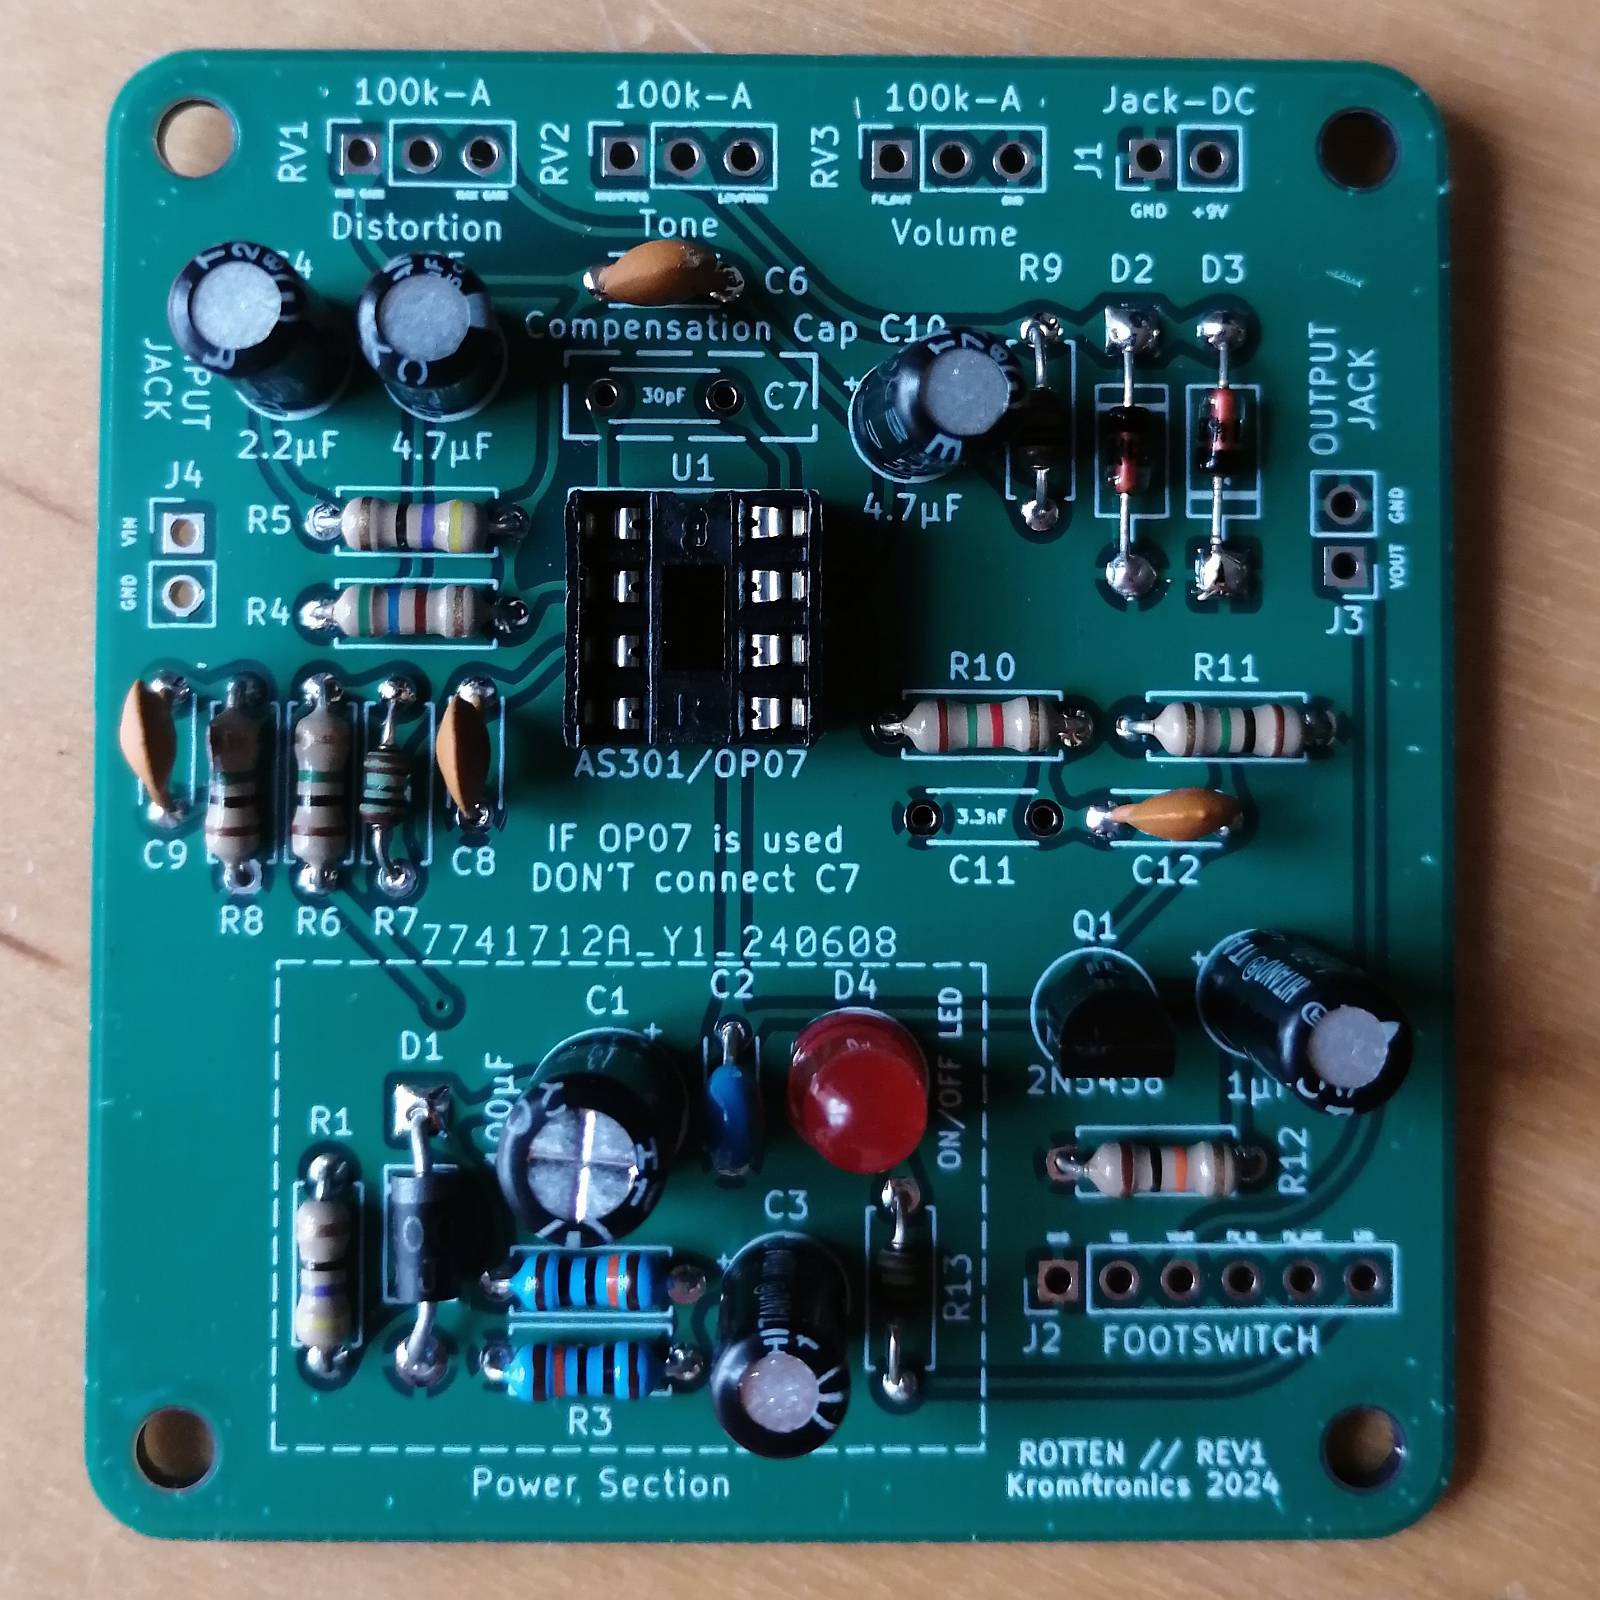 100k-A
100k-A
100k-A
Jack-DC
RV1
RV2
RV3
J1
GND +9V
Distortion
Tone
Volume
R9
D2
D3
C6
Compensation Cap C10
30pF
C7
JACK
OUTPUT
JACK
2.2µF
4.7µF
U1
4.7µF
J4
VIN
GND
R5
R4
GND
VOUT
J3
R10
R11
AS301/OP07
3.3nF
IF OP07 is used
DON'T connect C7
C9
C8
C11
C12
R8
R6
R7
7741712A_Y1_240608
Q1
C1
+
C2
D4
ON/OFF LED
D1
2N5458
R1
R12
C3
+
R13
HITANO
J2
FOOTSWITCH
R3
Power Section
ROTTEN // REV1
Kromftronics 2024